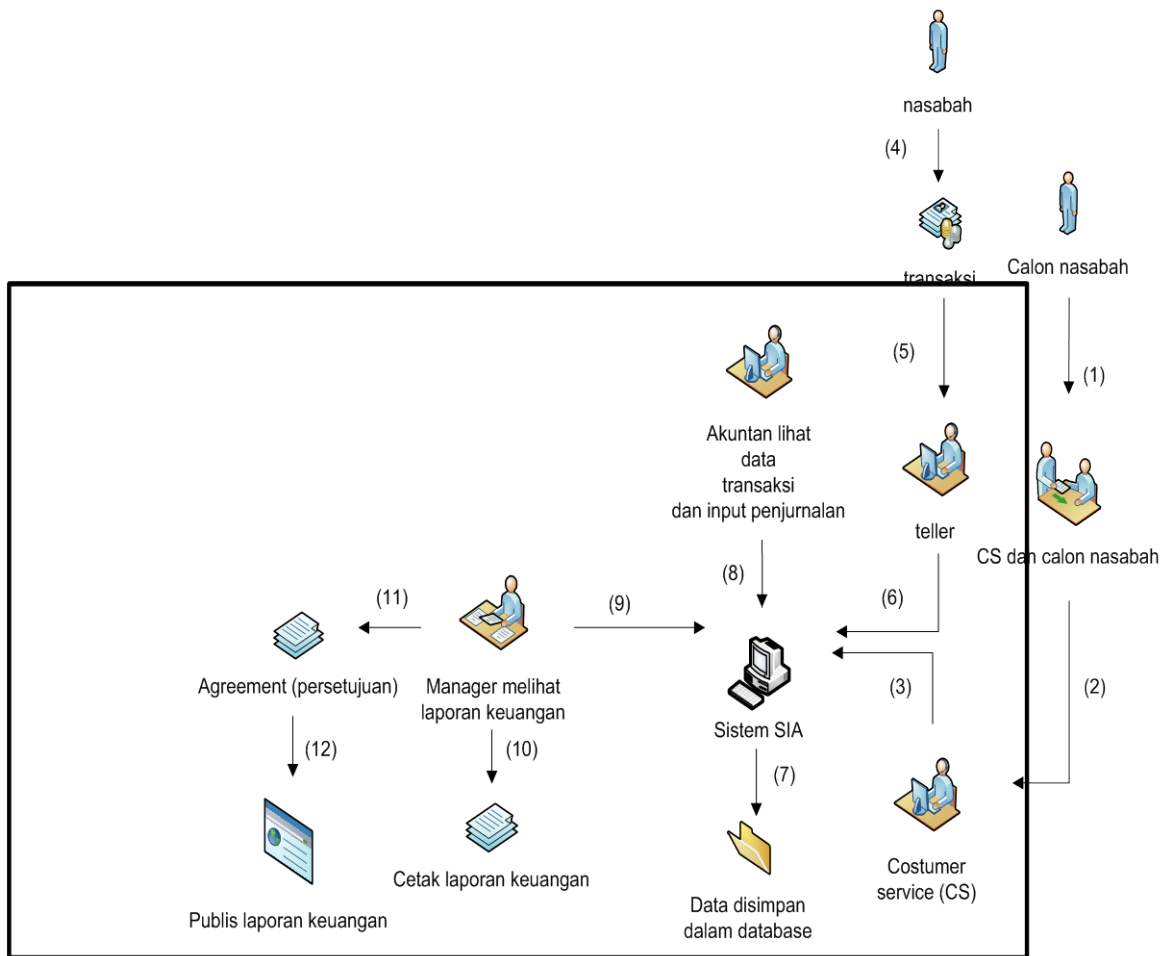 nasabah
(4)
transaksi
Calon nasabah
(5)
(1)
Akuntan lihat
data
transaksi
dan input penjurnalan
teller
CS dan calon nasabah
(8)
(6)
(11)
(9)
Agreement (persetujuan)
Manager melihat
laporan keuangan
Sistem SIA
(3)
(2)
(12)
(10)
(7)
Publis laporan keuangan
Cetak laporan keuangan
Data disimpan
dalam database
Costumer
service (CS)